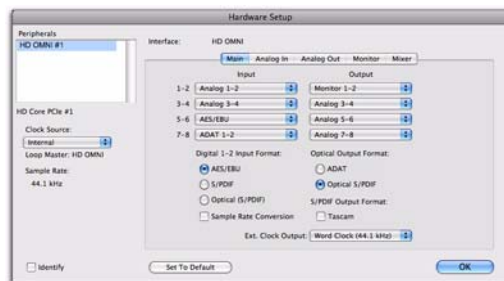 Hardware Setup
Peripherals
HD OMNI #1
Interface: HD OMNI
Main Analog In Analog Out Monitor Mixer
Input Output
1-2 Analog 1-2 Monitor 1-2
3-4 Analog 3-4 Analog 3-4
5-6 AES/EBU Analog 5-6
7-8 ADAT 1-2 Analog 7-8
HD Core PCIe #1
Clock Source:
Internal
Loop Master: HD OMNI
Sample Rate:
44.1 kHz
Digital 1-2 Input Format: Optical Output Format:
AES/EBU ADAT
S/PDIF Optical S/PDIF
Optical (S/PDIF) S/PDIF Output Format:
Sample Rate Conversion Tascam
Ext. Clock Output: Word Clock (44.1 kHz)
Identify Set To Default OK